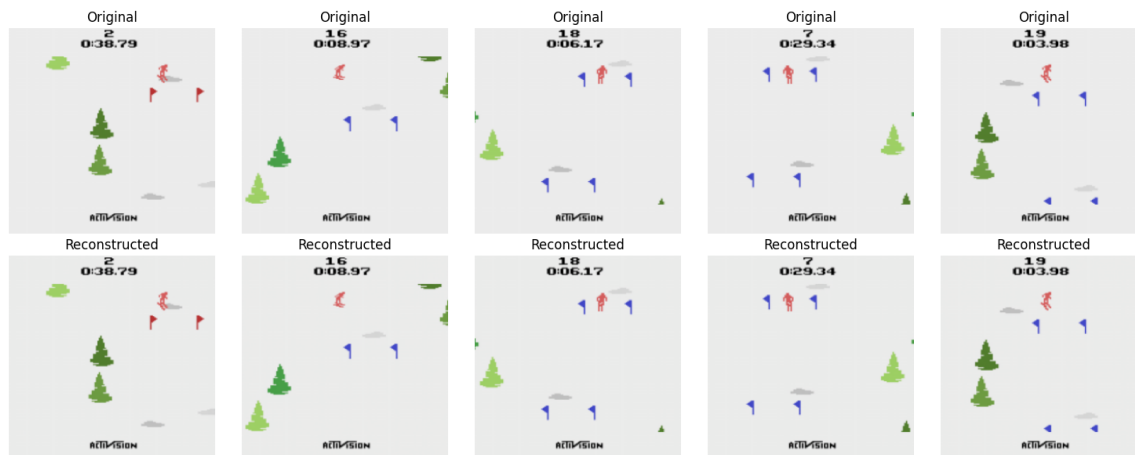 Original
2
0:38.79
ACTIVISION
Original
16
0:08.97
ACTIVISION
Original
18
0:06.17
ACTIVISION
Original
7
0:29.34
ACTIVISION
Original
19
0:03.98
ACTIVISION
Reconstructed
2
0:38.79
ACTIVISION
Reconstructed
16
0:08.97
ACTIVISION
Reconstructed
18
0:06.17
ACTIVISION
Reconstructed
7
0:29.34
ACTIVISION
Reconstructed
19
0:03.98
ACTIVISION